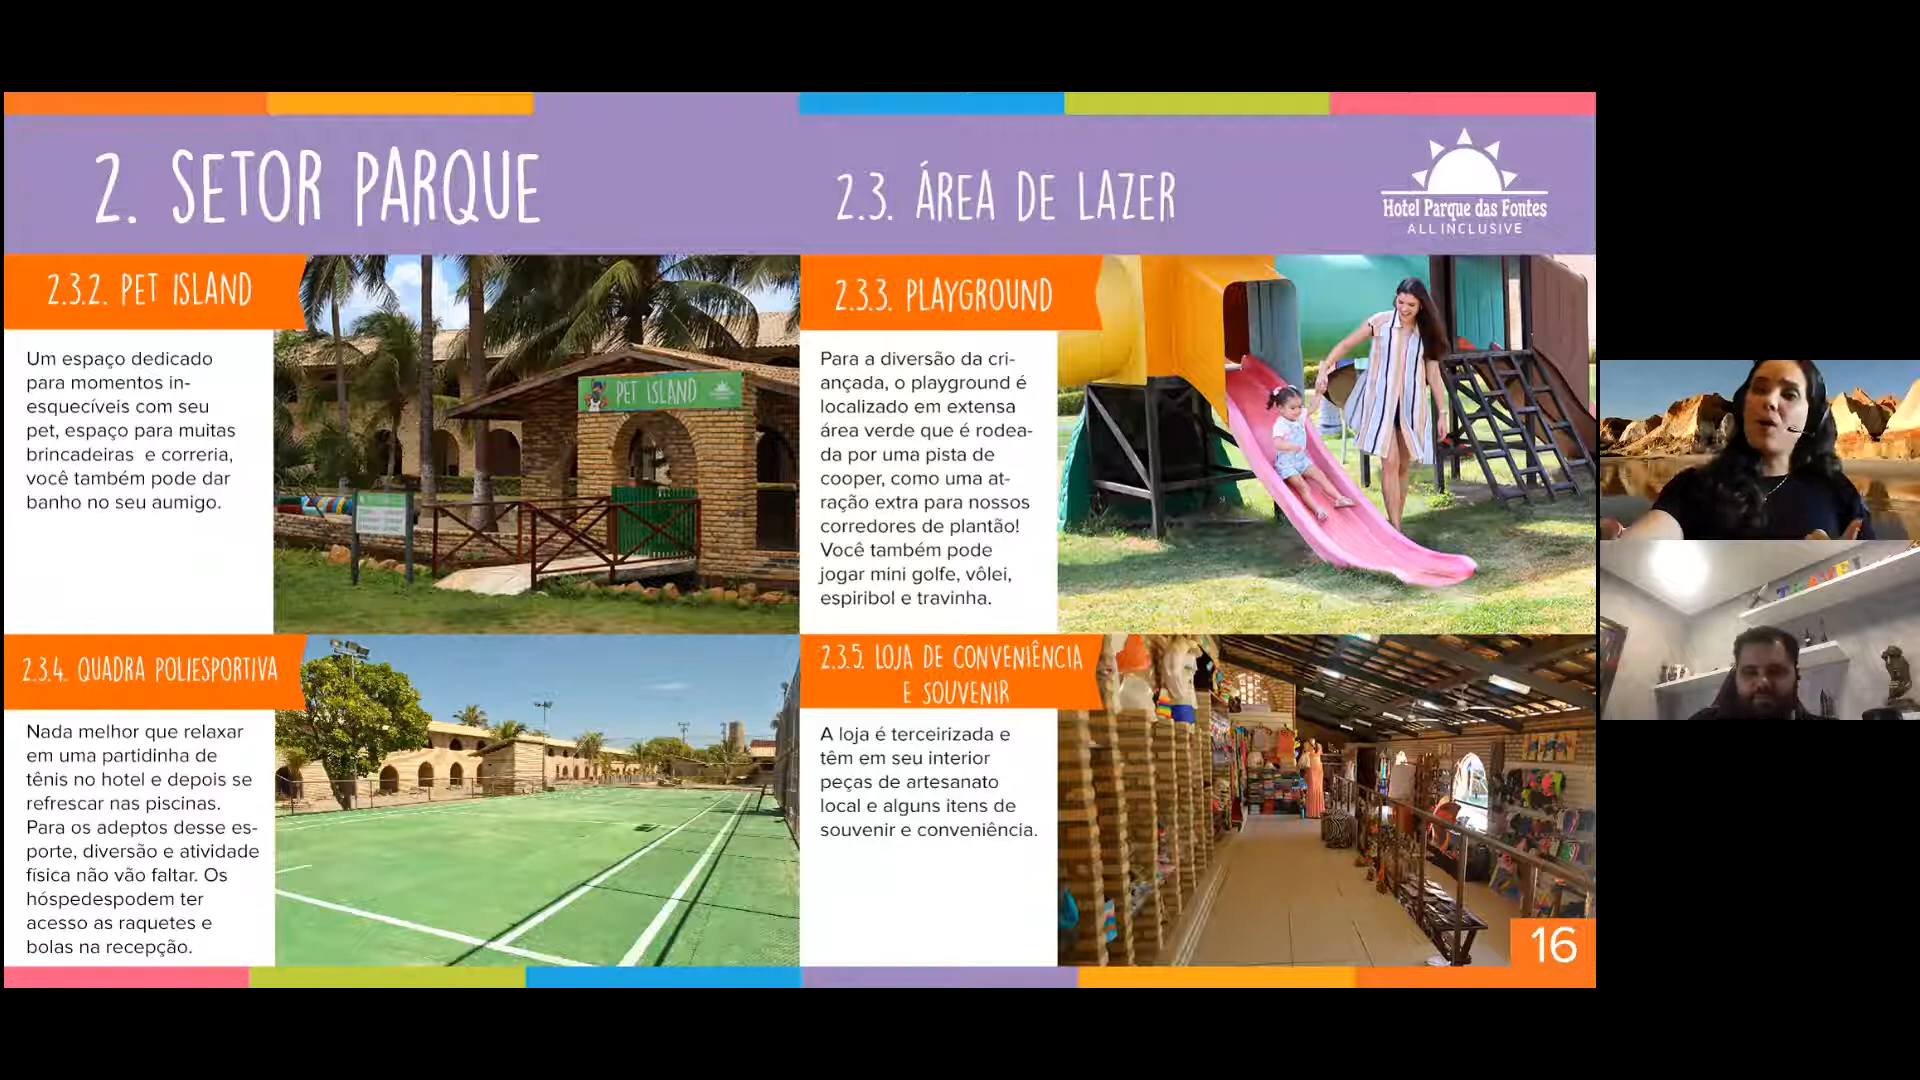 2. SETOR PARQUE
2.3. ÁREA DE LAZER
Hotel Parque das Fontes
ALL INCLUSIVE
2.3.2. PET ISLAND
Um espaço dedicado
para momentos in-
esquecíveis com seu
pet, espaço para muitas
brincadeiras e correria,
você também pode dar
banho no seu aumigo.
PET ISLAND
2.3.3. PLAYGROUND
Para a diversão da cri-
ançada, o playground é
localizado em extensa
área verde que é rodea-
da por uma pista de
cooper, como uma at-
ração extra para nossos
corredores de plantão!
Você também pode
jogar mini golfe, vôlei,
espiribol e travinha.
2.3.4. QUADRA POLIESPORTIVA
Nada melhor que relaxar
em uma partidinha de
tênis no hotel e depois se
refrescar nas piscinas.
Para os adeptos desse es-
porte, diversão e atividade
física não vão faltar. Os
hóspedespodem ter
acesso as raquetes e
bolas na recepção.
2.3.5. LOJA DE CONVENIÊNCIA
E SOUVENIR
A loja é terceirizada e
têm em seu interior
peças de artesanato
local e alguns itens de
souvenir e conveniência.
16
TRAVEL